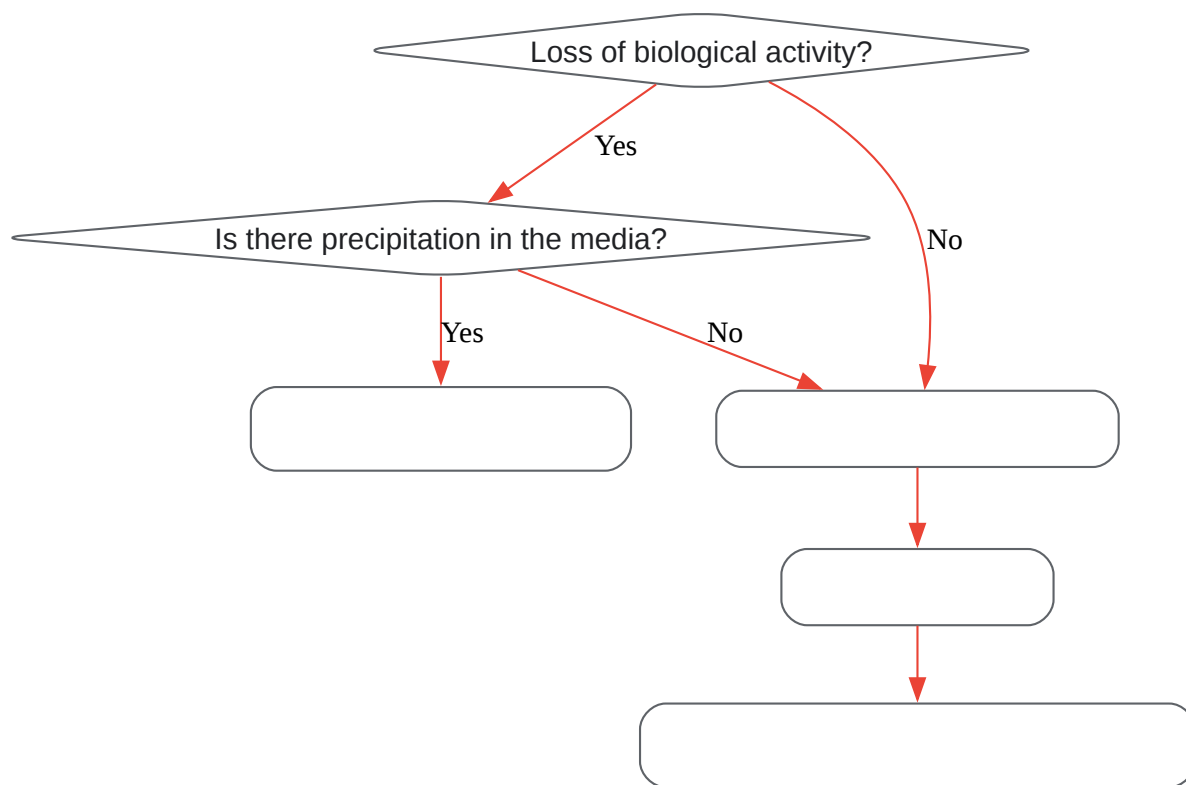 Loss of biological activity?
Yes
Is there precipitation in the media?
No
Yes
No